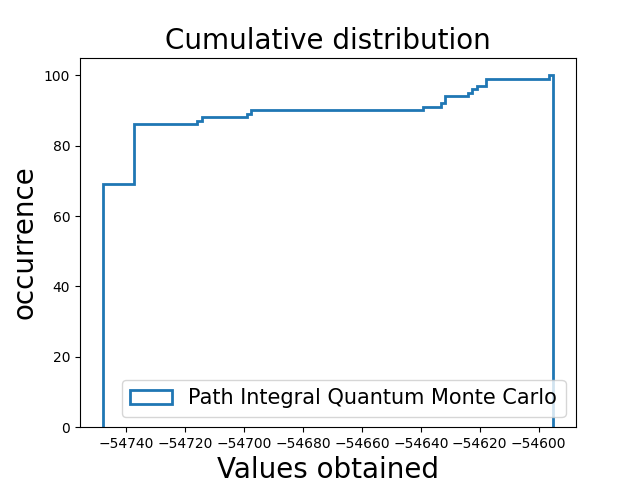 Cumulative distribution
occurrence
100
80
60
40
20
0
Path Integral Quantum Monte Carlo
−54740 −54720 −54700 −54680 −54660 −54640 −54620 −54600
Values obtained